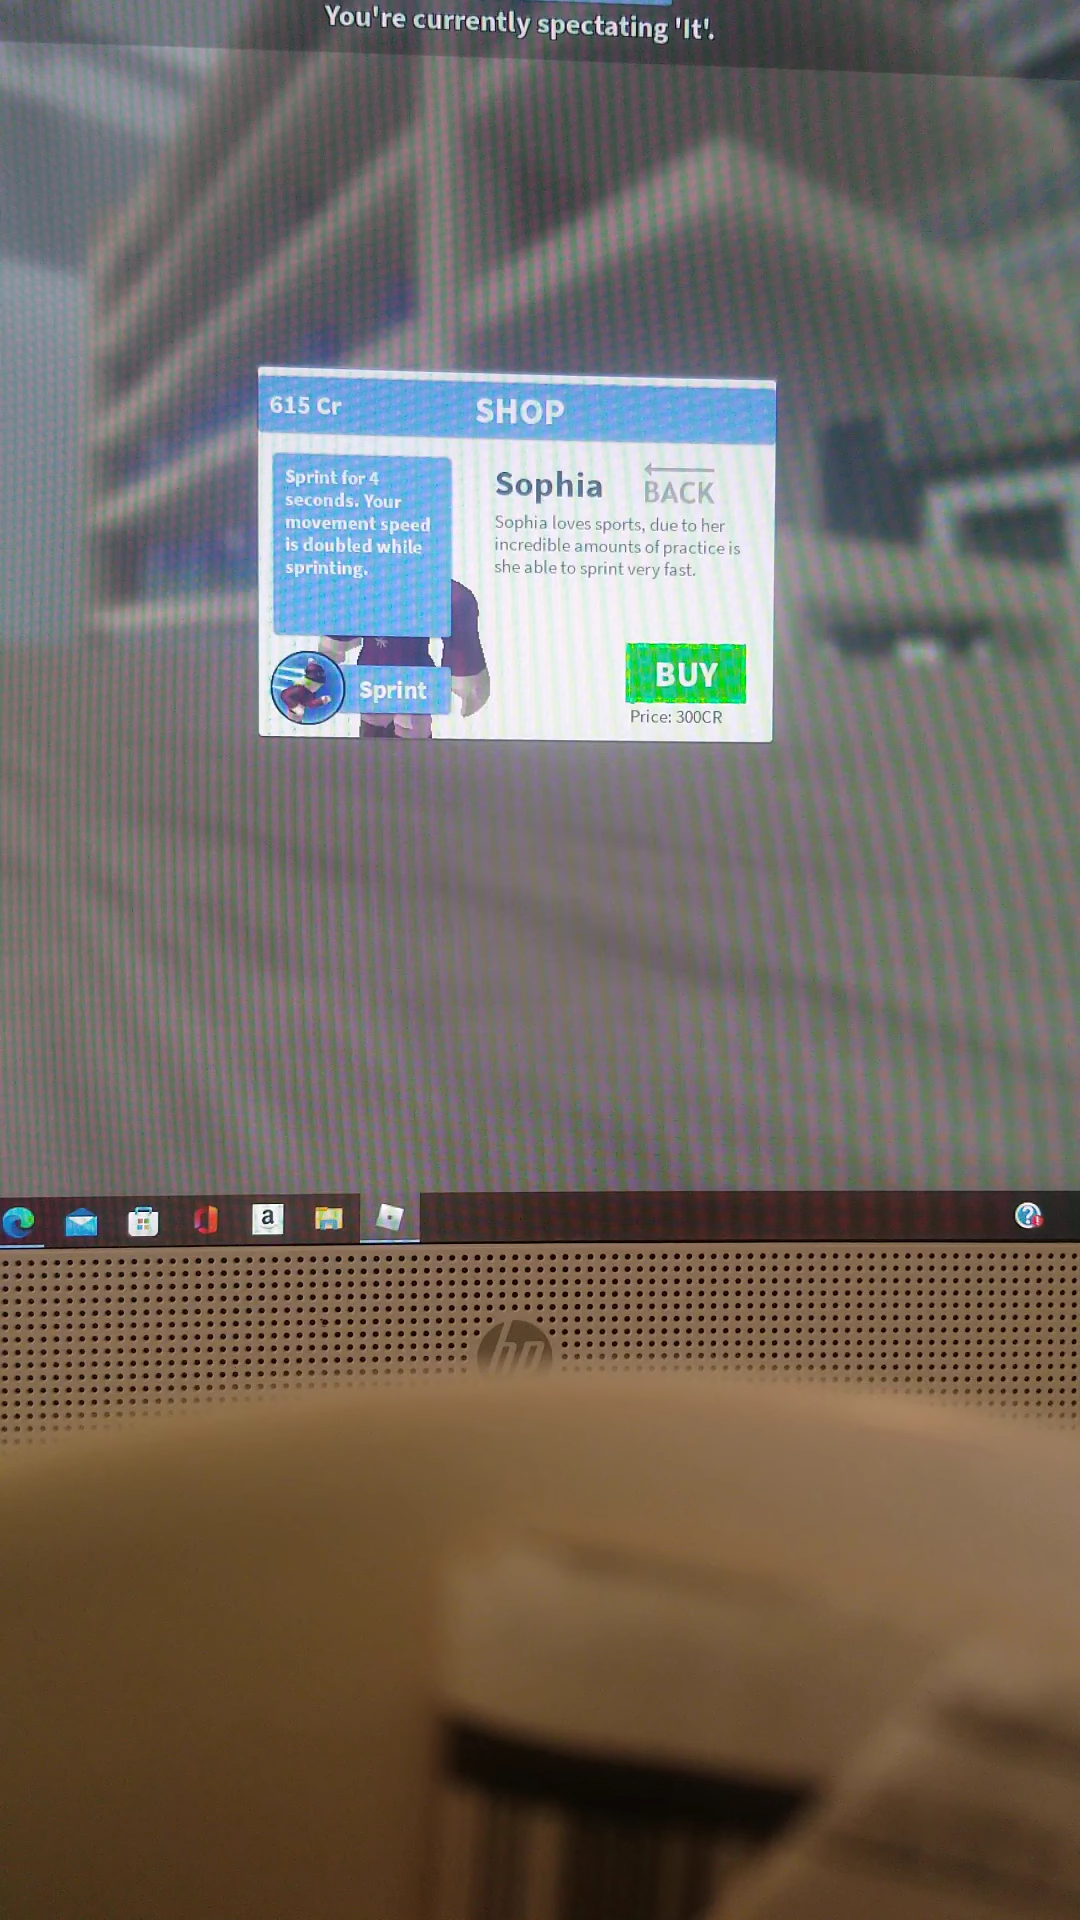 You're currently spectating 'It'.
615 Cr
SHOP
Sprint for 4
seconds. Your
movement speed
is doubled while
sprinting.
Sprint
Sophia
BACK
Sophia loves sports, due to her
incredible amounts of practice is
she able to sprint very fast.
BUY
Price: 300CR
a
hp